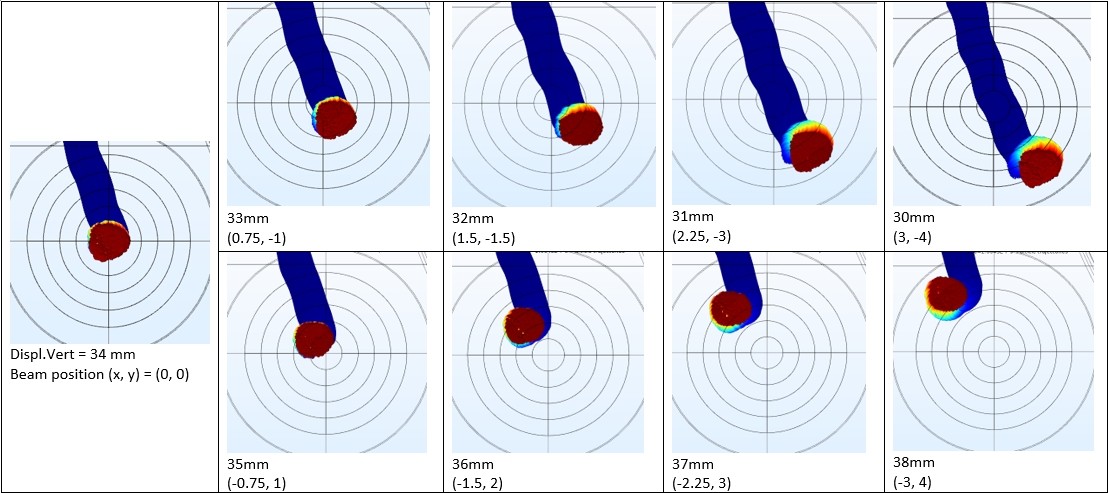 Displ.Vert = 34 mm
Beam position (x, y) = (0, 0)
33mm
(0.75, -1)
32mm
(1.5, -1.5)
31mm
(2.25, -3)
30mm
(3, -4)
35mm
(-0.75, 1)
36mm
(-1.5, 2)
37mm
(-2.25, 3)
38mm
(-3, 4)